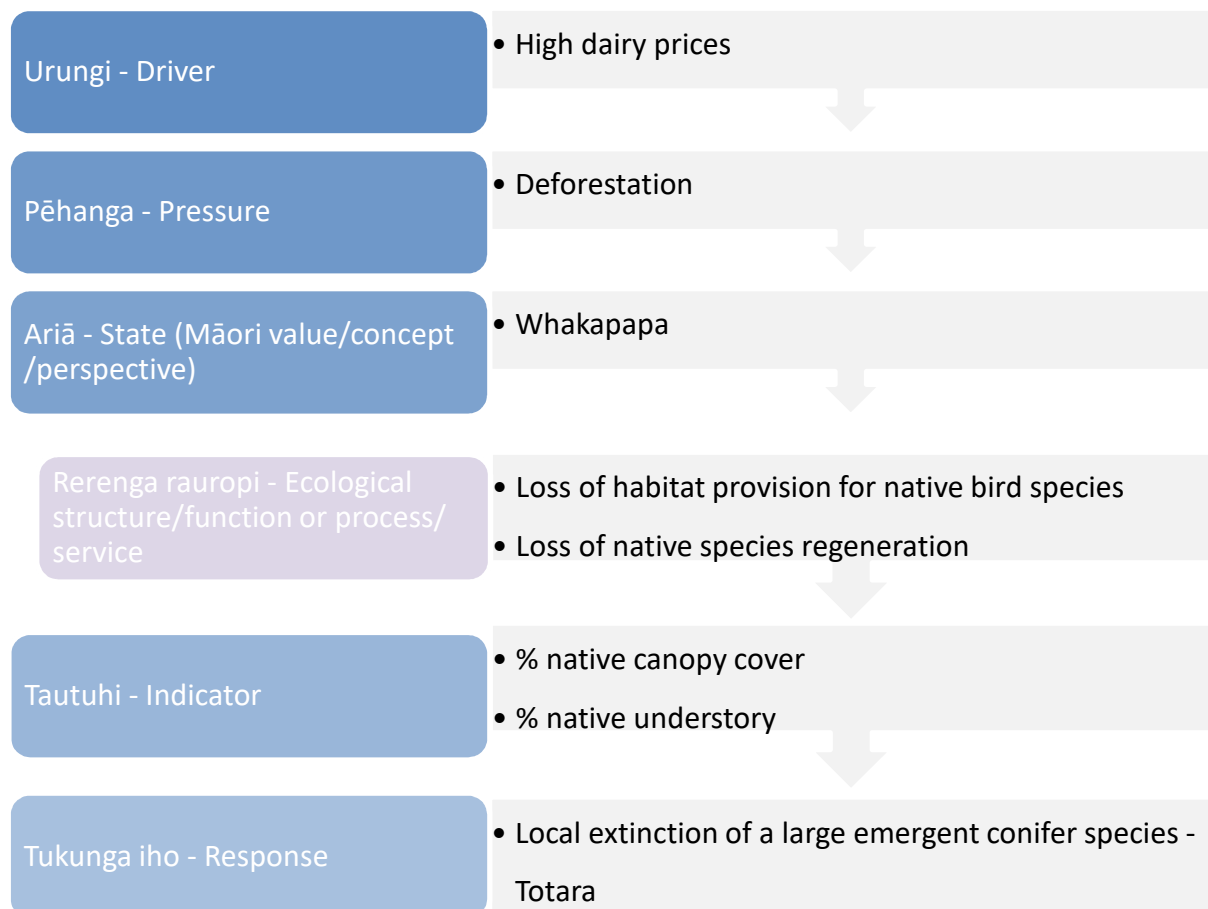 Urungi - Driver
• High dairy prices
Pēhanga - Pressure
• Deforestation
Ariā - State (Māori value/concept
/perspective)
• Whakapapa
Rerenga rauropi - Ecological
structure/function or process/
service
• Loss of habitat provision for native bird species
• Loss of native species regeneration
Tautuhi - Indicator
• % native canopy cover
• % native understory
Tukunga iho - Response
• Local extinction of a large emergent conifer species -
Totara